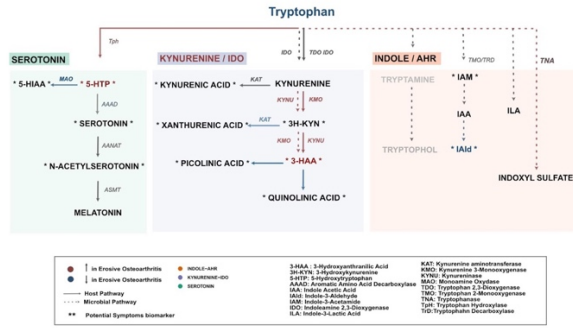 Tryptophan
Tph
IDO
TDO IDO
TMO/TRD
TNA
SEROTONIN
KYNURENINE / IDO
INDOLE / AHR
* 5-HIAA *
MAO
* 5-HTP *
AAAD
* SEROTONIN *
AANAT
* N-ACETYLSEROTONIN *
ASMT
MELATONIN
* KYNURENIC ACID *
KAT
KYNURENINE
KYNU
KMO
* XANTHURENIC ACID *
KAT
* 3H-KYN *
KMO
KYNU
* PICOLINIC ACID *
* 3-HAA *
* QUINOLINIC ACID *
TRYPTAMINE
TRYPTOPHOL
* IAM *
IAA
* IAld *
ILA
INDOXYL SULFATE
in Erosive Osteoarthritis
in Erosive Osteoarthritis
Host Pathway
Microbial Pathway
** Potential Symptoms biomarker
INDOLE-AHR
KYNURENINE-IDO
SEROTONIN
3-HAA : 3-Hydroxyanthranilic Acid
3H-KYN: 3-Hydroxykynurenine
5-HTP: 5-Hydroxytryptophan
AAAD: Aromatic Amino Acid Decarboxylase
IAA: Indole Acetic Acid
IAld: Indole-3-Aldehyde
IAM: Indole-3-Acetamide
IDO: Indoleamine 2,3-Dioxygenase
ILA: Indole-3-Lactic Acid
KAT: Kynurenine aminotransferase
KMO: Kynurenine 3-Monooxygenase
KYNU: Kynureninase
MAO: Monoamine Oxydase
TDO: Tryptophan 2,3-Dioxygenase
TMO: Tryptophan 2-Monooxygenase
TNA: Tryptophanase
TpH: Tryptophan Hydroxylase
TrD:Tryptophahn Decarboxylase